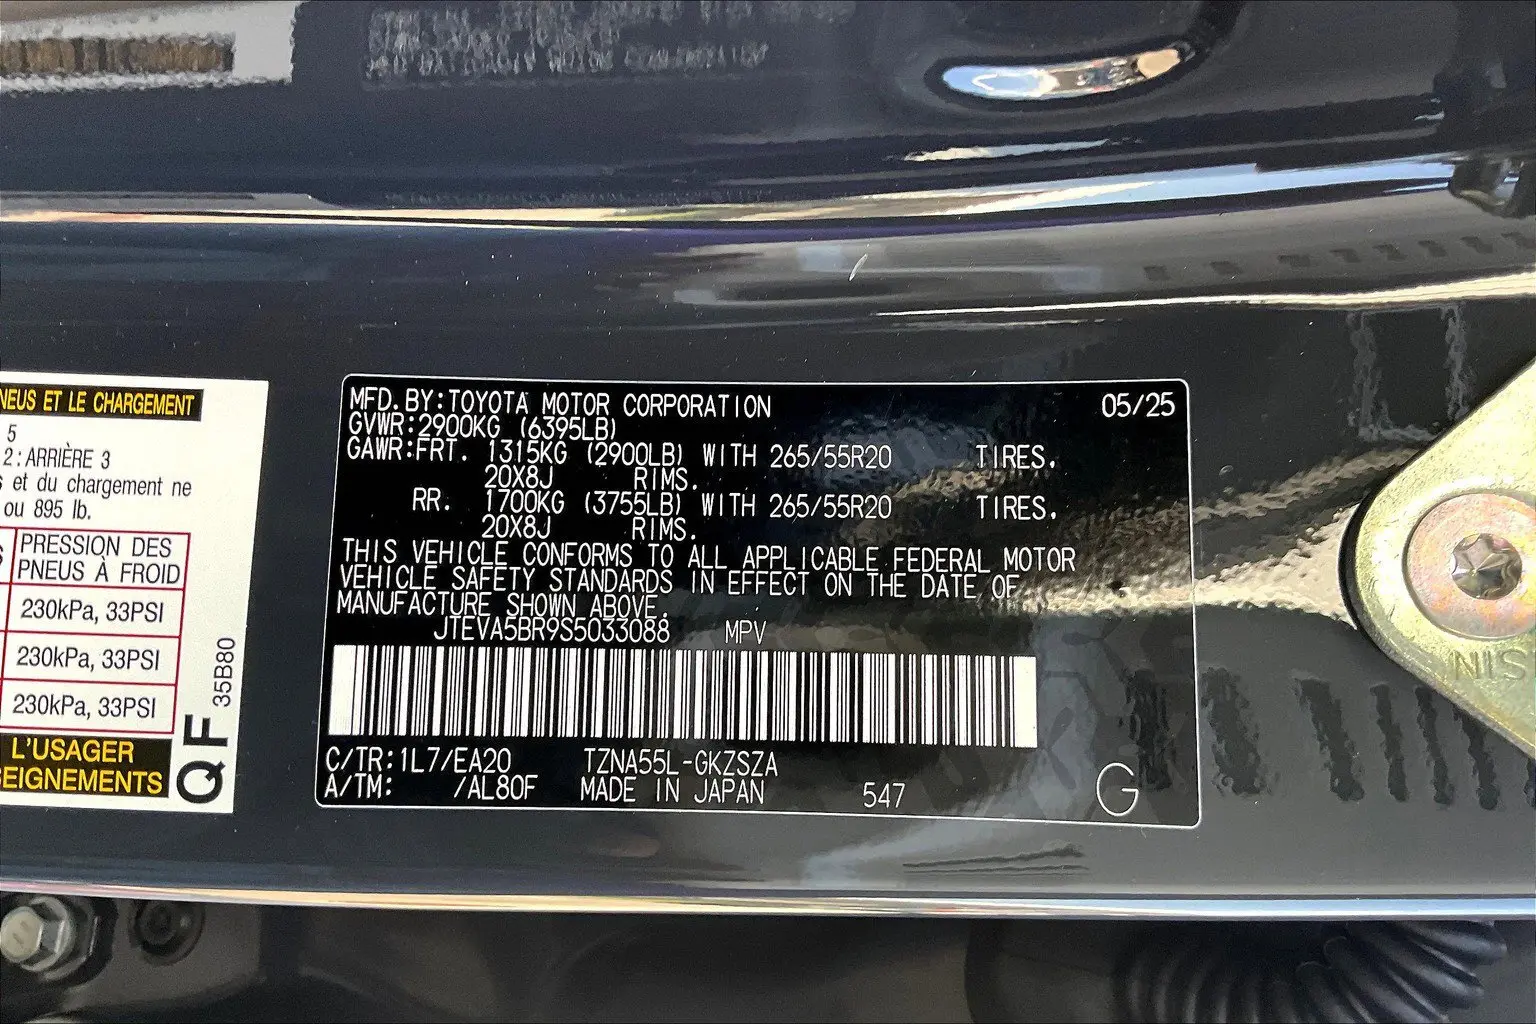 NEUS ET LE CHARGEMENT
5
2: ARRIÈRE 3
et du chargement ne
ou 895 lb.
PRESSION DES
PNEUS À FROID
230kPa, 33PSI
230kPa, 33PSI
230kPa, 33PSI
L'USAGER
SEIGNEMENTS
QF 35B80
MFD. BY: TOYOTA MOTOR CORPORATION 05/25
GVWR: 2900KG (6395LB)
GAWR: FRT. 1315KG (2900LB) WITH 265/55R20 TIRES.
20X8J RIMS.
RR. 1700KG (3755LB) WITH 265/55R20 TIRES.
20X8J RIMS.
THIS VEHICLE CONFORMS TO ALL APPLICABLE FEDERAL MOTOR
VEHICLE SAFETY STANDARDS IN EFFECT ON THE DATE OF
MANUFACTURE SHOWN ABOVE.
JTEVA5BR9S5033088 MPV
C/TR: 1L7/EA20 TZNA55L-GKZSZA
A/TM: /AL80F MADE IN JAPAN 547 G
NIS